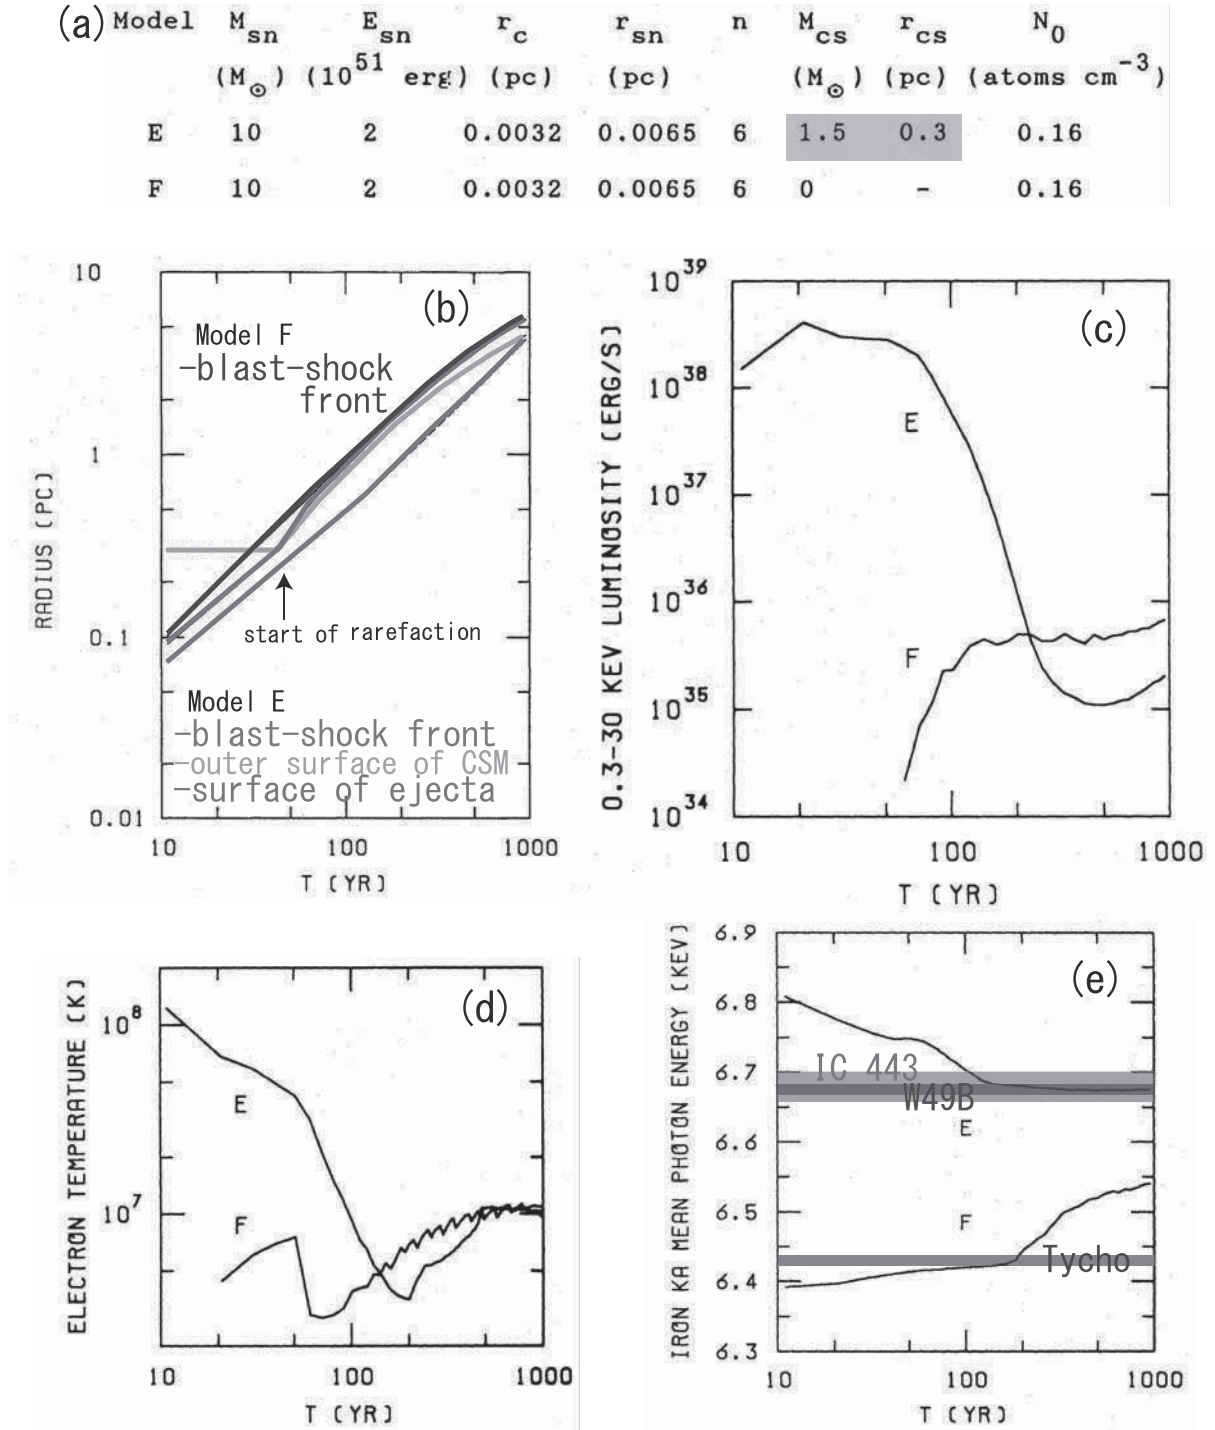 (a) Model M_sn E_sn r_c r_sn n M_cs r_cs N_0
(M_⊙) (10^51 erg) (pc) (pc) (M_⊙) (pc) (atoms cm^-3)
E 10 2 0.0032 0.0065 6 1.5 0.3 0.16
F 10 2 0.0032 0.0065 6 0 - 0.16
(b)
10
1
0.1
0.01
RADIUS (PC)
Model F
-blast-shock
front
start of rarefaction
Model E
-blast-shock front
-outer surface of CSM
-surface of ejecta
10 100 1000
T (YR)
(c)
10^39
10^38
10^37
10^36
10^35
10^34
0.3-30 KEV LUMINOSITY (ERG/S)
E
F
10 100 1000
T (YR)
(d)
10^8
10^7
ELECTRON TEMPERATURE (K)
E
F
10 100 1000
T (YR)
(e)
6.9
6.8
6.7
6.6
6.5
6.4
6.3
IRON KA MEAN PHOTON ENERGY (KEV)
IC 443
W49B
E
F
Tycho
10 100 1000
T (YR)